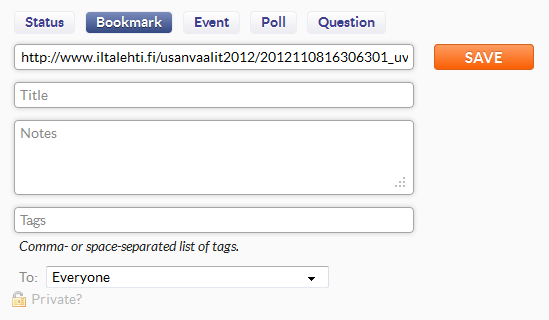 Status Bookmark Event Poll Question
http://www.iltalehti.fi/usanvaalit2012/2012110816306301_uv SAVE
Title
Notes
Tags
Comma- or space-separated list of tags.
To: Everyone
Private?